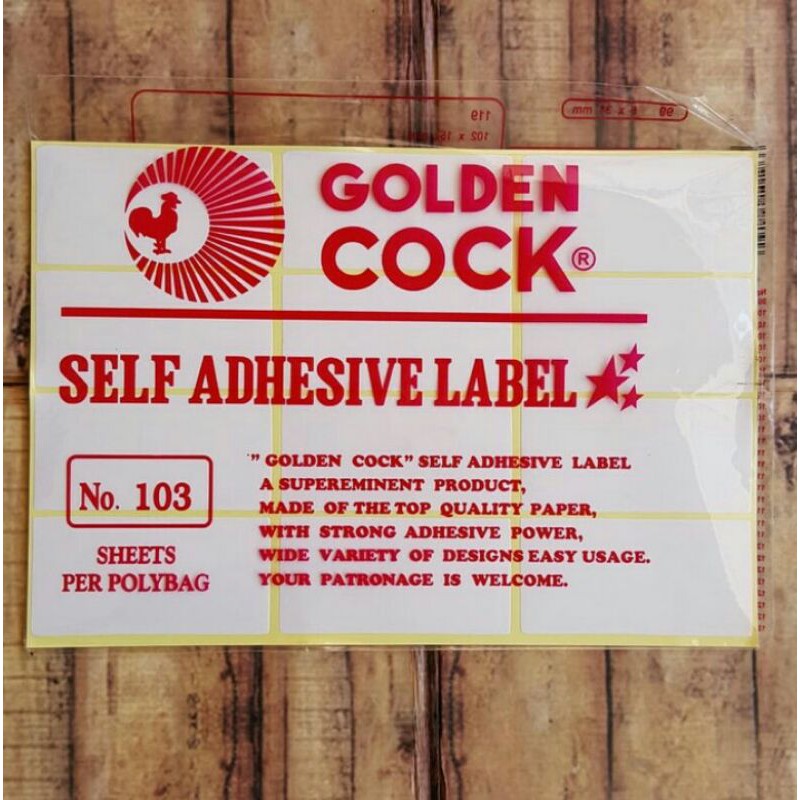 GOLDEN
COCK®
SELF ADHESIVE LABEL
No. 103
SHEETS
PER POLYBAG
" GOLDEN COCK" SELF ADHESIVE LABEL
A SUPEREMINENT PRODUCT,
MADE OF THE TOP QUALITY PAPER,
WITH STRONG ADHESIVE POWER,
WIDE VARIETY OF DESIGNS EASY USAGE.
YOUR PATRONAGE IS WELCOME.
119